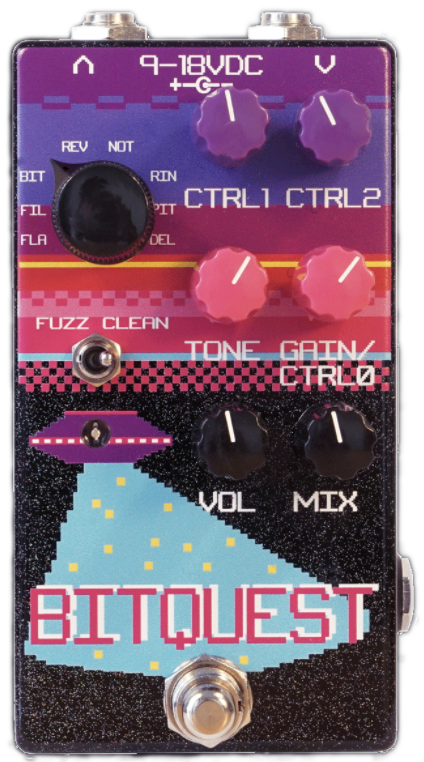 9-18VDC
REV NOT
BIT RIN
CTRL1 CTRL2
FIL PIT
FLA DEL
FUZZ CLEAN
TONE GAIN/
CTRL0
VOL MIX
BITQUEST